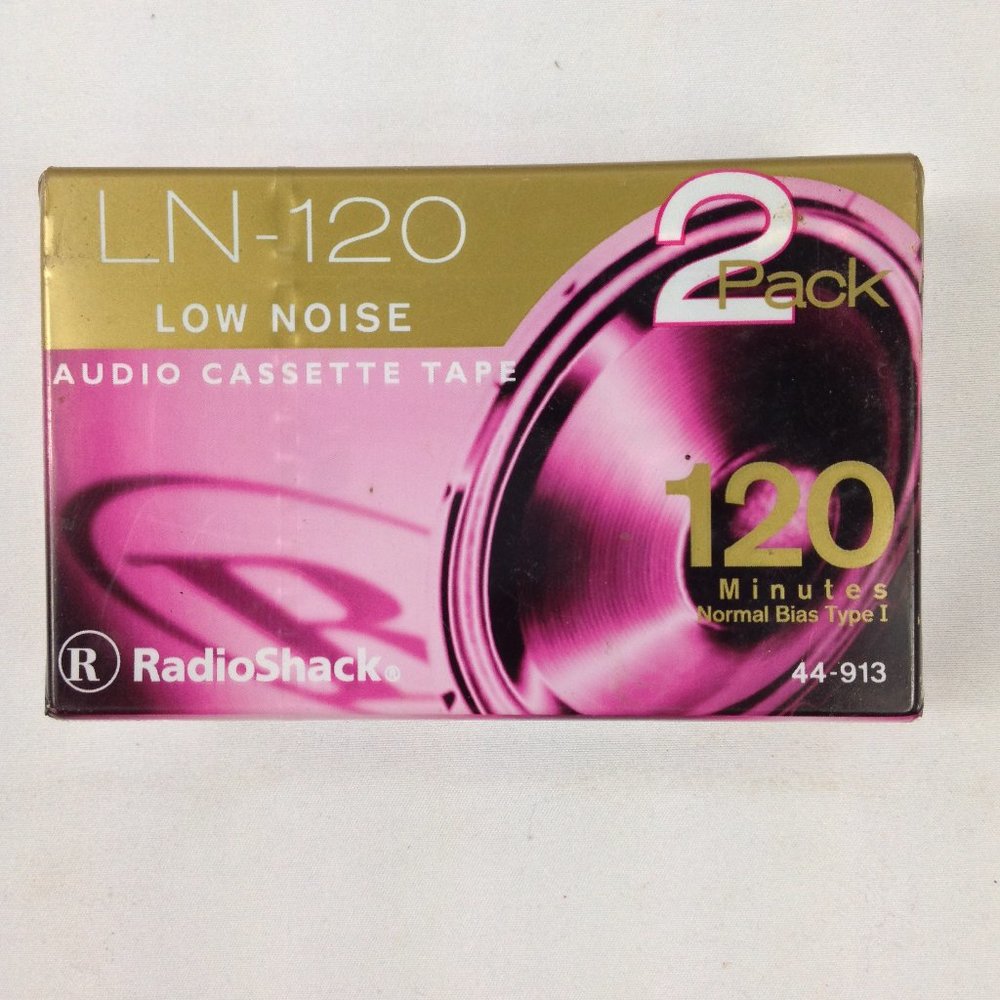 LN-120
LOW NOISE
AUDIO CASSETTE TAPE
2
Pack
120
Minutes
Normal Bias Type I
R RadioShack®
44-913